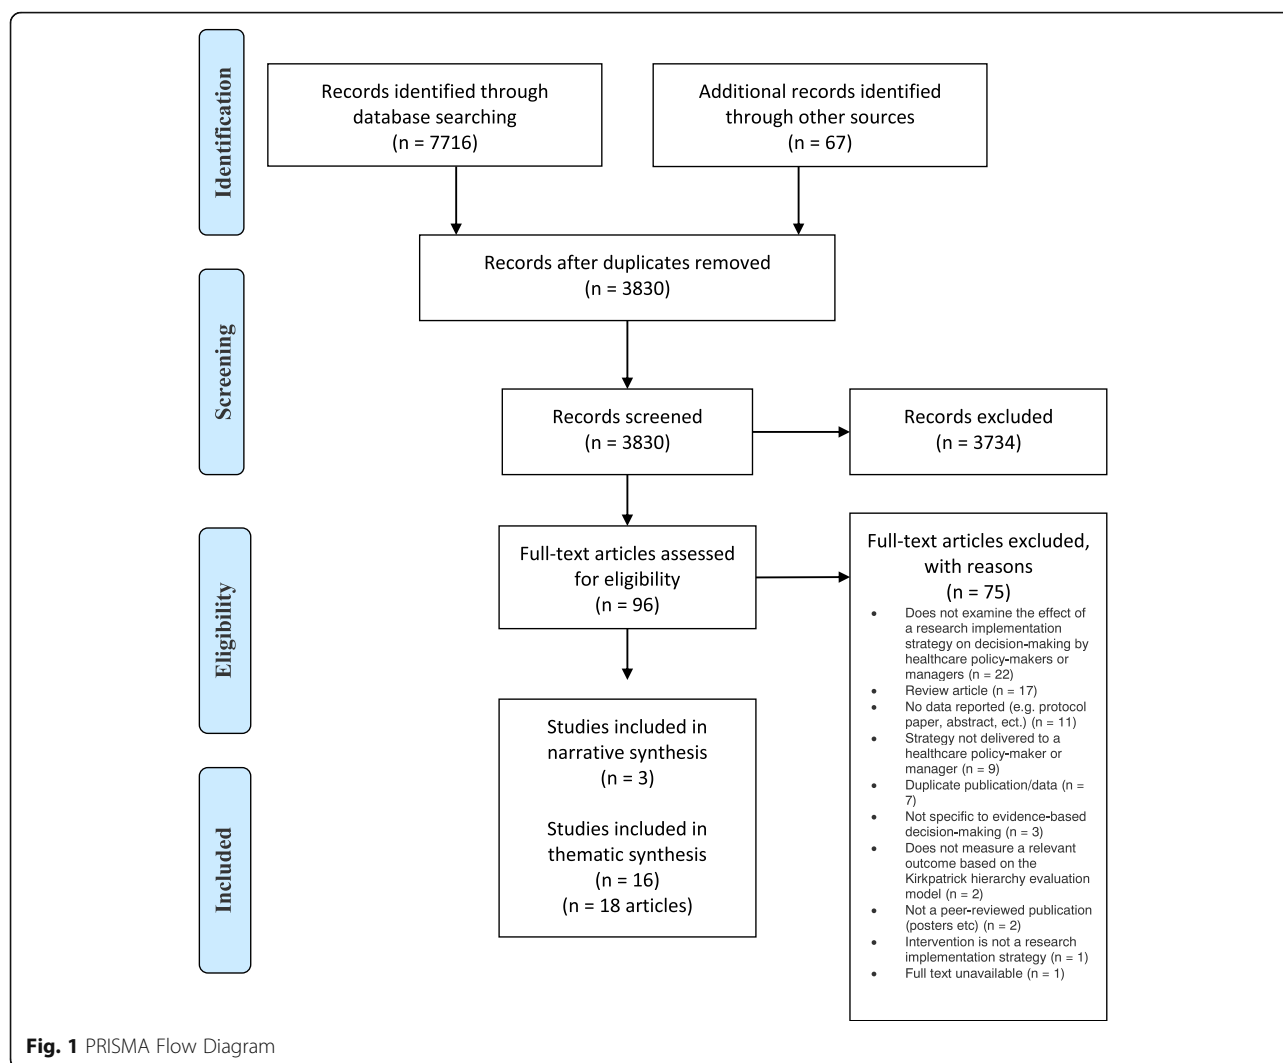 Identification
Records identified through
database searching
(n = 7716)
Additional records identified
through other sources
(n = 67)
Records after duplicates removed
(n = 3830)
Screening
Records screened
(n = 3830)
Records excluded
(n = 3734)
Eligibility
Full-text articles assessed
for eligibility
(n = 96)
Full-text articles excluded,
with reasons
(n = 75)
• Does not examine the effect of
a research implementation
strategy on decision-making by
healthcare policy-makers or
managers (n = 22)
• Review article (n = 17)
• No data reported (e.g. protocol
paper, abstract, ect.) (n = 11)
• Strategy not delivered to a
healthcare policy-maker or
manager (n = 9)
• Duplicate publication/data (n =
7)
• Not specific to evidence-based
decision-making (n = 3)
• Does not measure a relevant
outcome based on the
Kirkpatrick hierarchy evaluation
model (n = 2)
• Not a peer-reviewed publication
(posters etc) (n = 2)
• Intervention is not a research
implementation strategy (n = 1)
• Full text unavailable (n = 1)
Included
Studies included in
narrative synthesis
(n = 3)
Studies included in
thematic synthesis
(n = 16)
(n = 18 articles)
Fig. 1 PRISMA Flow Diagram